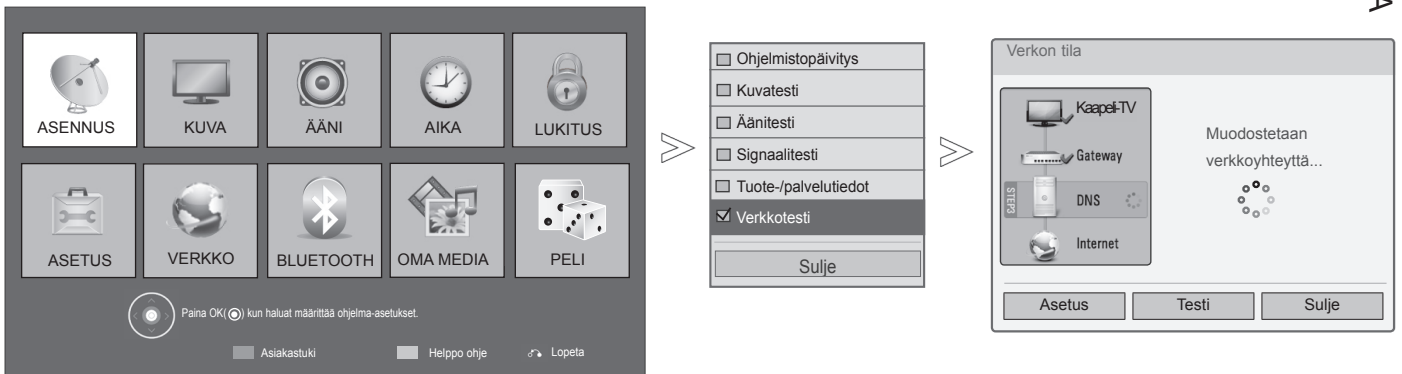 ASENNUS
KUVA
ÄÄNI
AIKA
LUKITUS
ASETUS
VERKKO
BLUETOOTH
OMA MEDIA
PELI
Paina OK(◉) kun haluat määrittää ohjelma-asetukset.
Asiakastuki
Helppo ohje
Lopeta
Ohjelmistopäivitys
Kuvatesti
Äänitesti
Signaalitesti
Tuote-/palvelutiedot
Verkkotesti
Sulje
Verkon tila
Kaapeli-TV
Gateway
STEP3
DNS
Internet
Muodostetaan
verkkoyhteyttä...
Asetus
Testi
Sulje
A